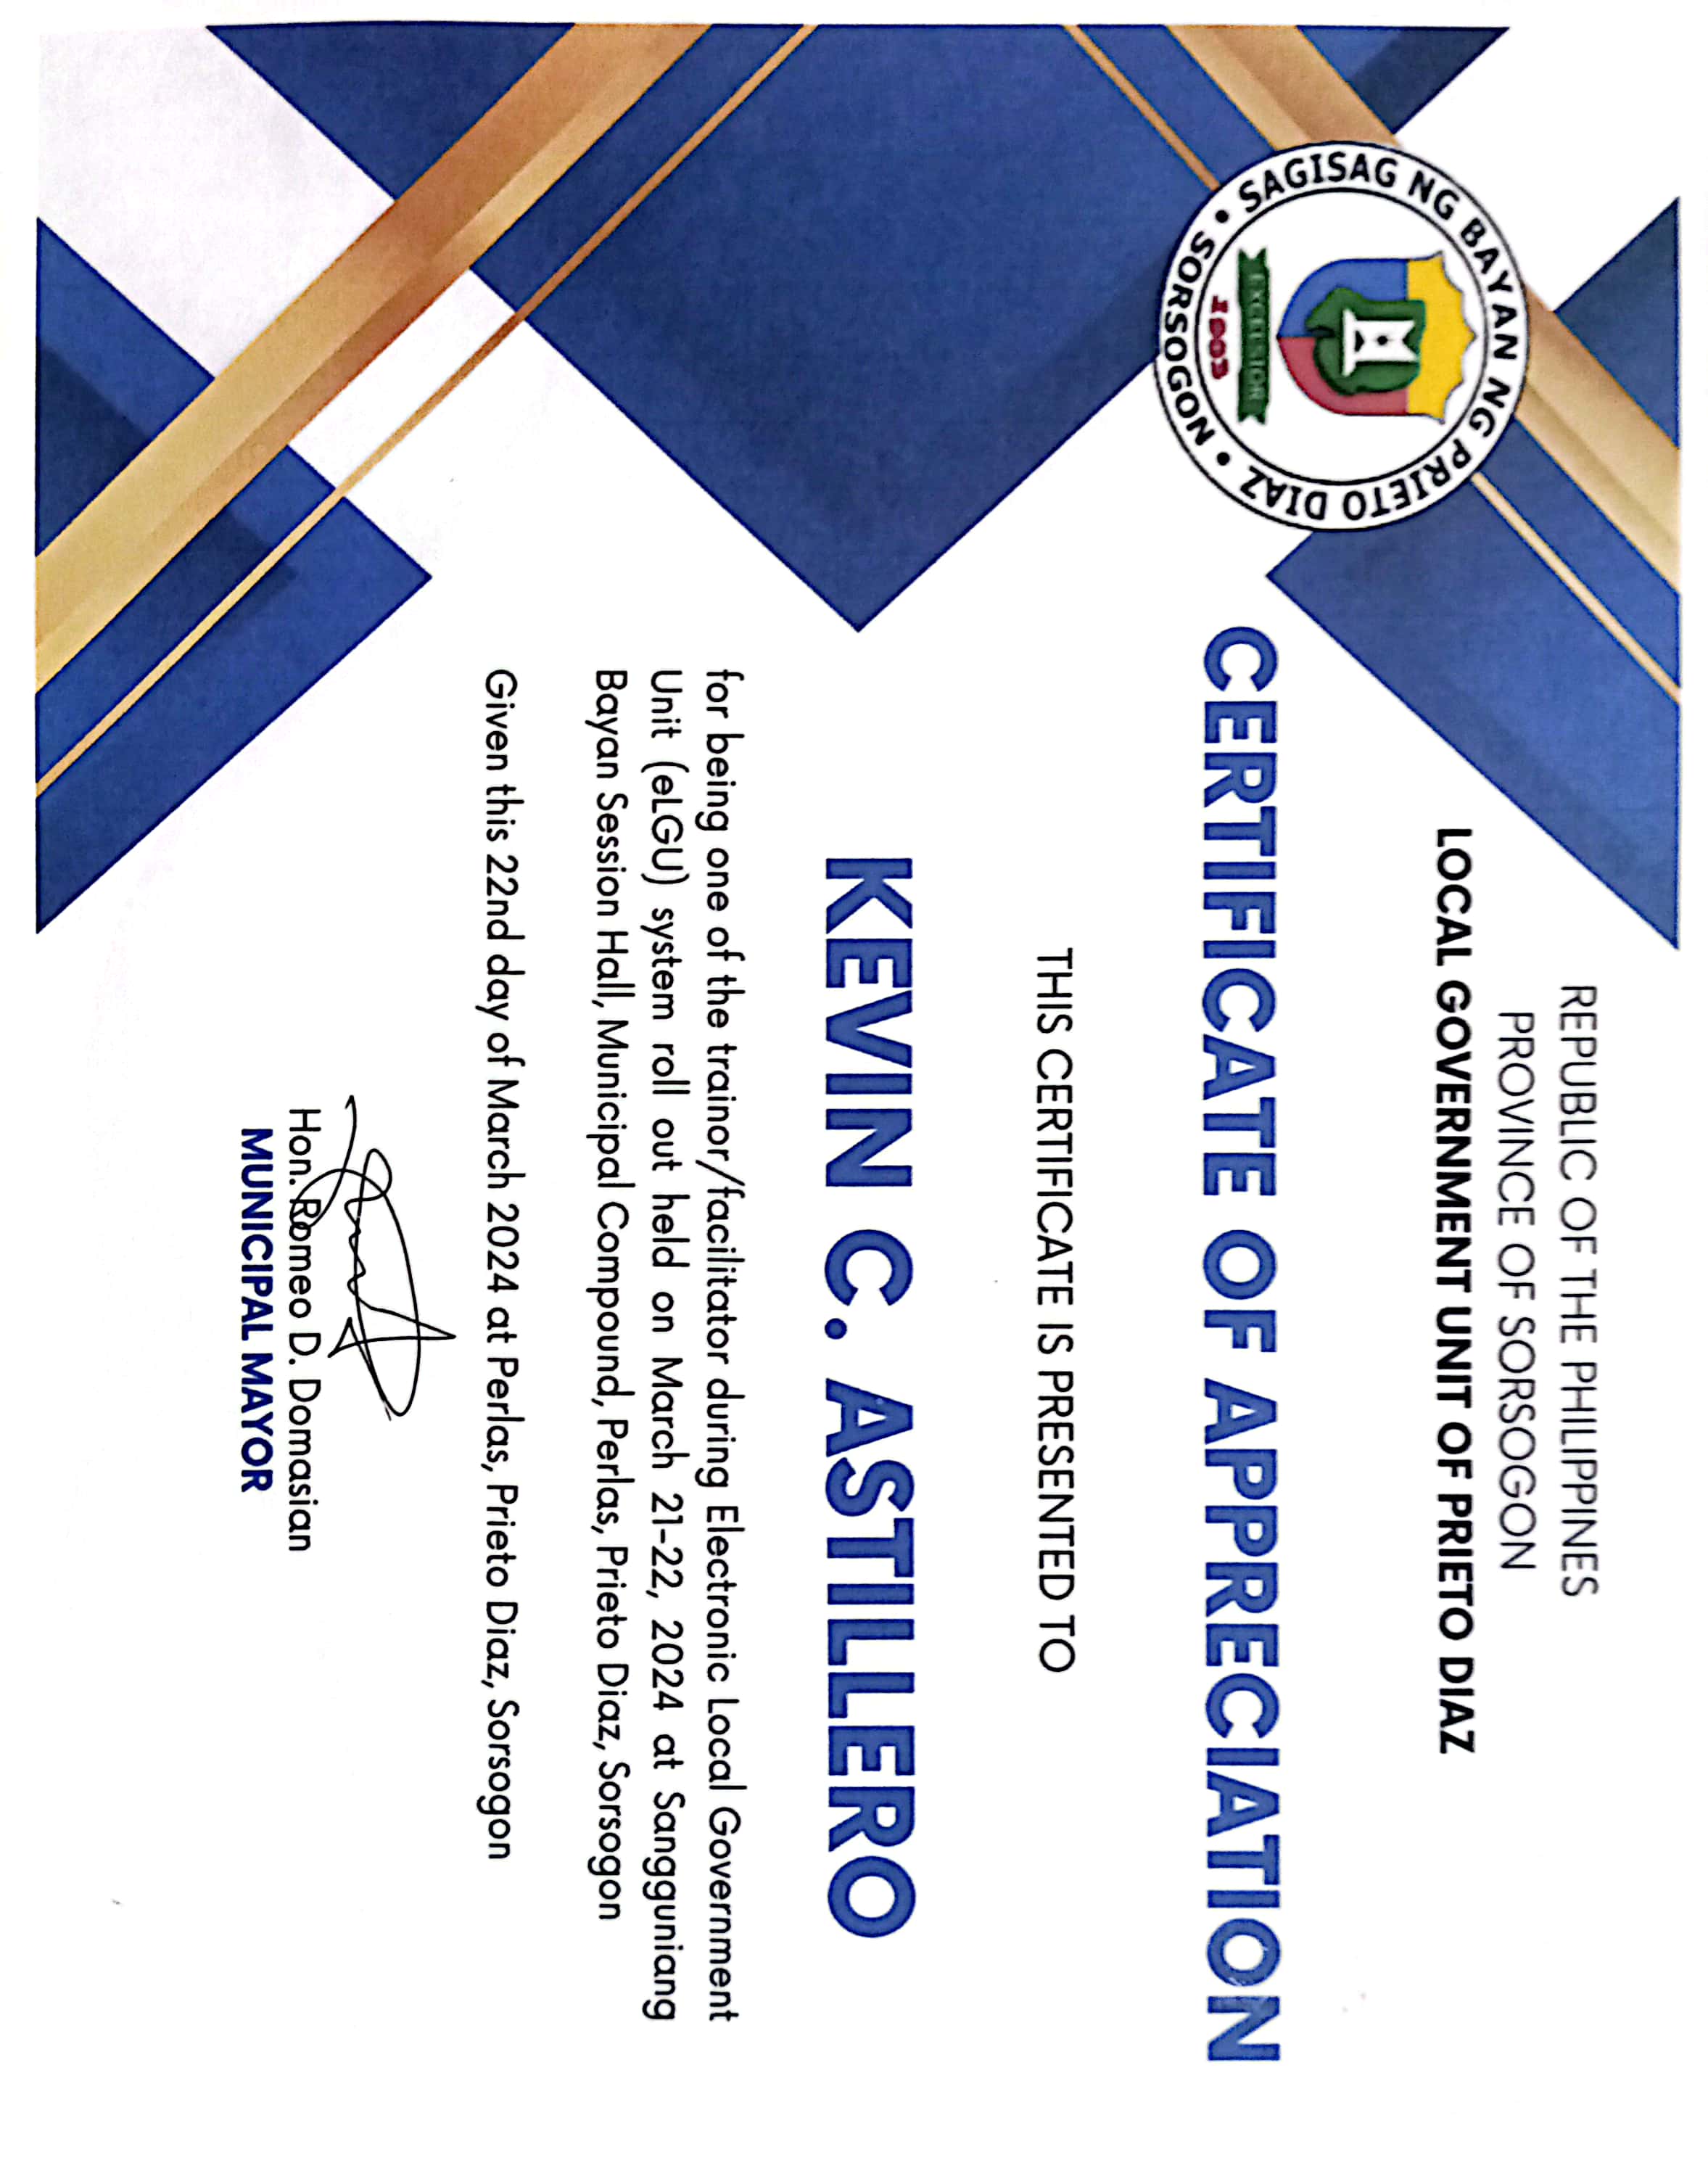 REPUBLIC OF THE PHILIPPINES
PROVINCE OF SORSOGON
LOCAL GOVERNMENT UNIT OF PRIETO DIAZ
SAGISAG NG BAYAN NG PRIETO DIAZ
EXCELSIOR
1903
SORSOGON
CERTIFICATE OF APPRECIATION
THIS CERTIFICATE IS PRESENTED TO
KEVIN C. ASTILLERO
for being one of the trainor/facilitator during Electronic Local Government
Unit (eLGU) system roll out held on March 21-22, 2024 at Sangguniang
Bayan Session Hall, Municipal Compound, Perlas, Prieto Diaz, Sorsogon
Given this 22nd day of March 2024 at Perlas, Prieto Diaz, Sorsogon
Hon. Romeo D. Domasian
MUNICIPAL MAYOR